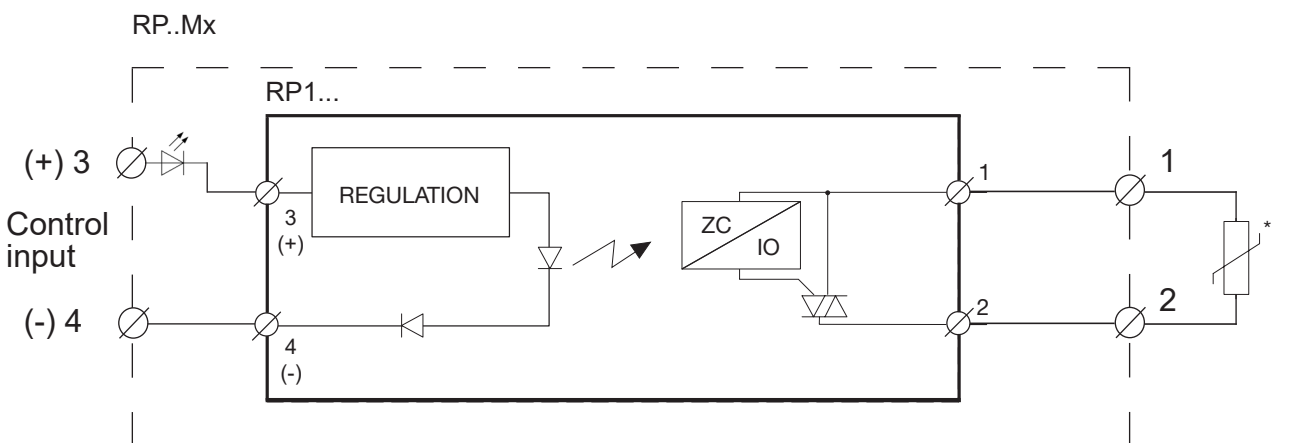 RP..Mx
RP1...
(+) 3
REGULATION
3
(+)
Control
input
(-) 4
4
(-)
ZC
IO
1
1
*
2
2